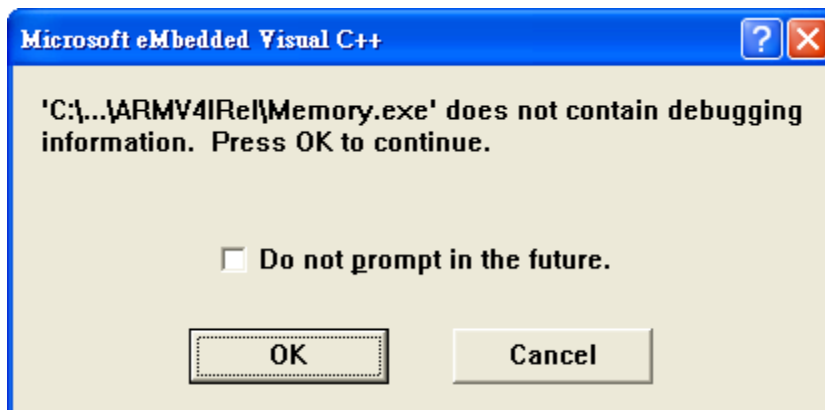 Microsoft eMbedded Visual C++
'C:\...\ARMV4IRel\Memory.exe' does not contain debugging
information.  Press OK to continue.
Do not prompt in the future.
OK
Cancel